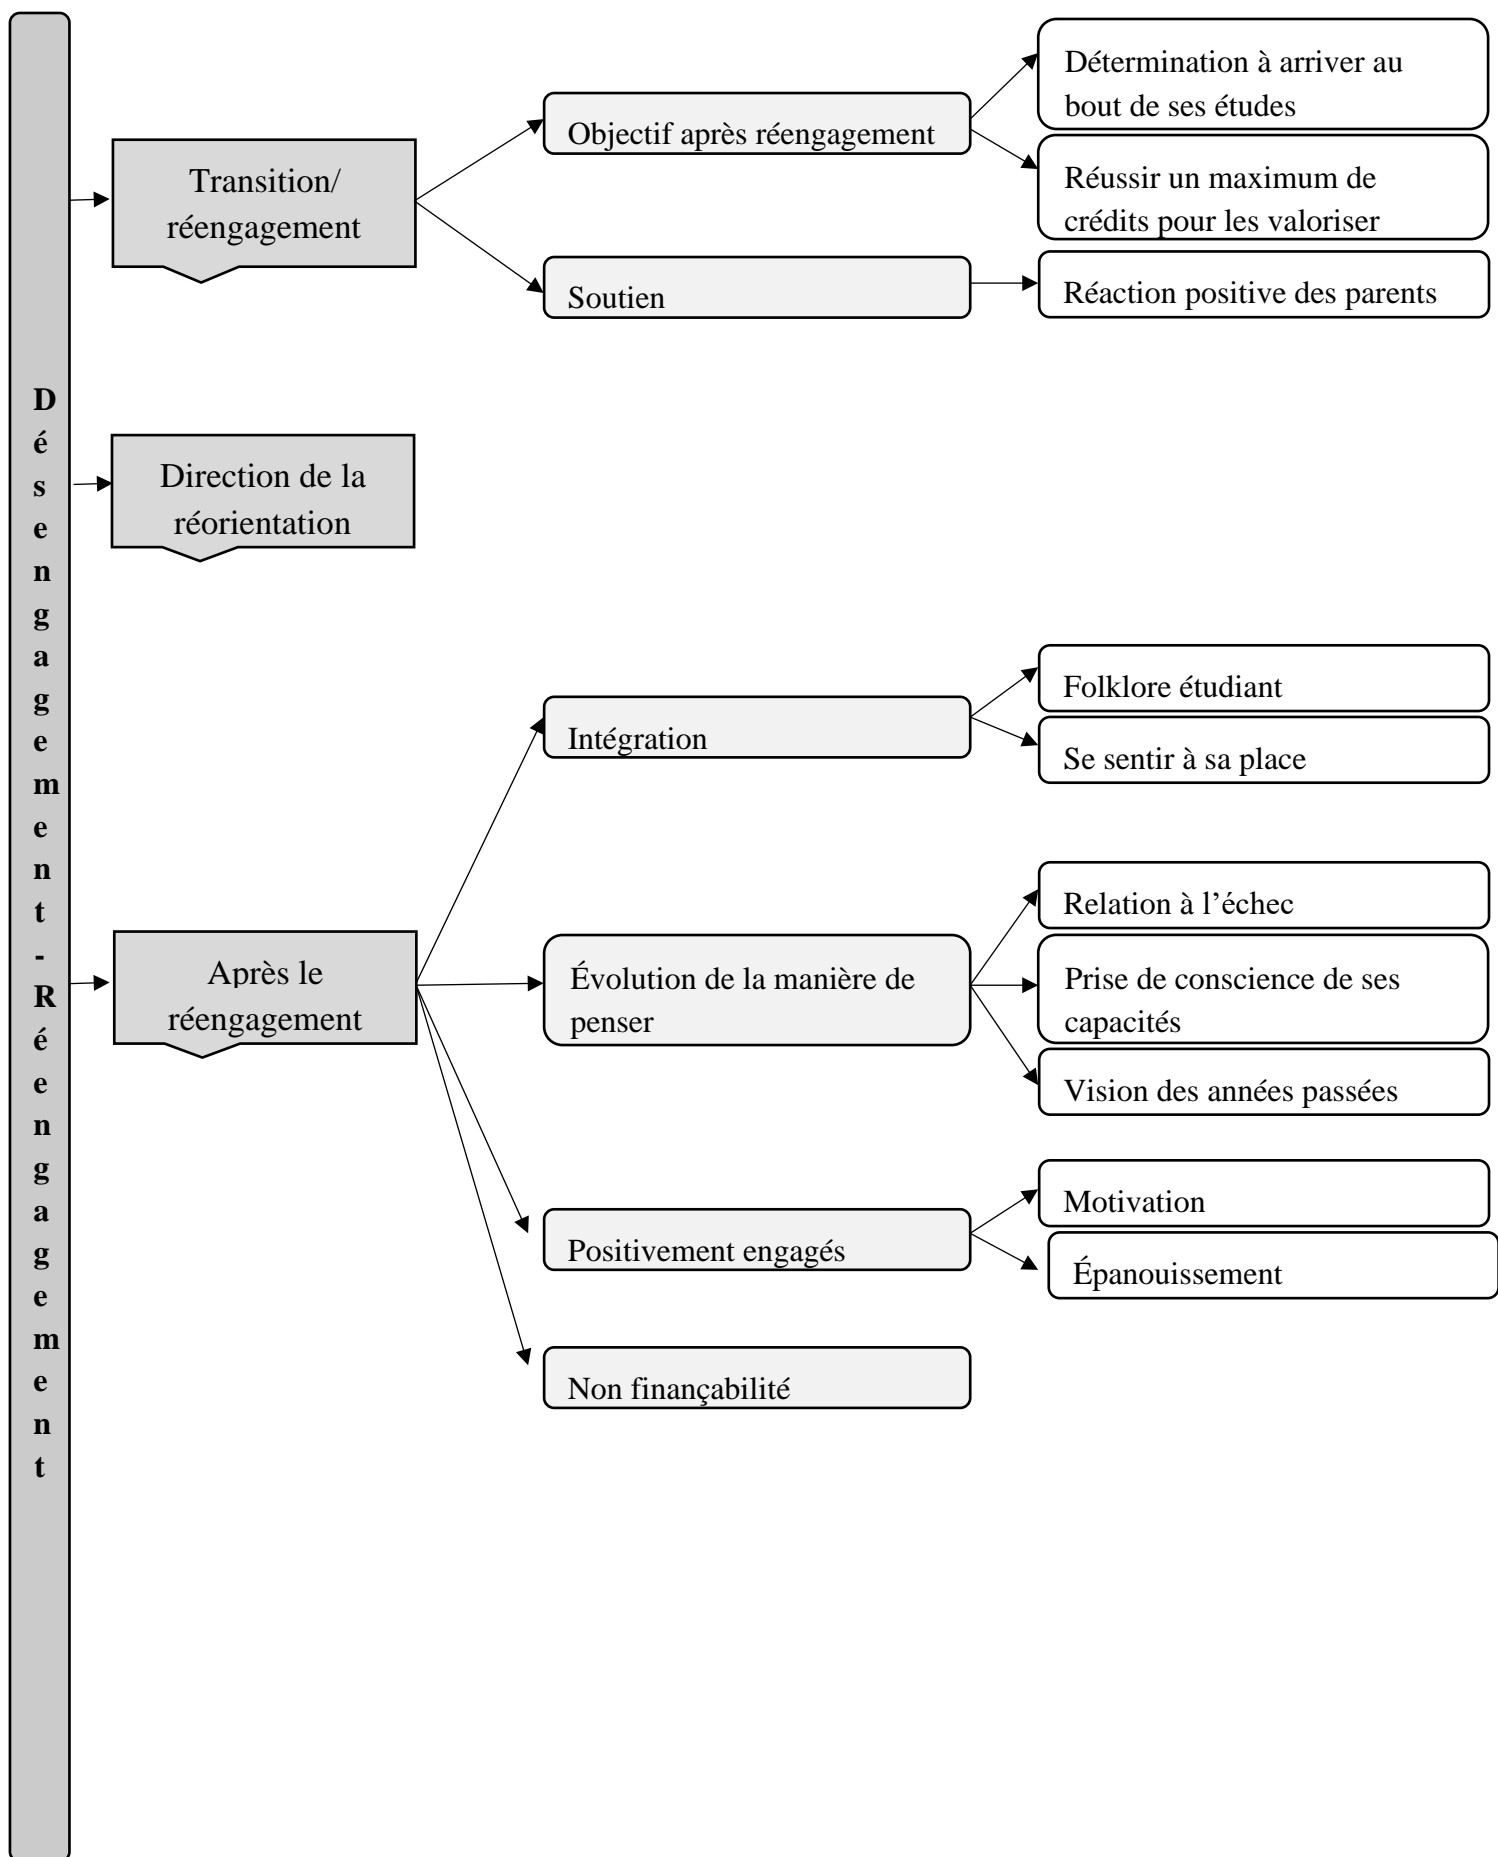 Désengagement-Réengagement
Transition/
réengagement
Objectif après réengagement
Détermination à arriver au
bout de ses études
Réussir un maximum de
crédits pour les valoriser
Soutien
Réaction positive des parents
Direction de la
réorientation
Après le
réengagement
Intégration
Folklore étudiant
Se sentir à sa place
Évolution de la manière de
penser
Relation à l’échec
Prise de conscience de ses
capacités
Vision des années passées
Positivement engagés
Motivation
Épanouissement
Non finançabilité